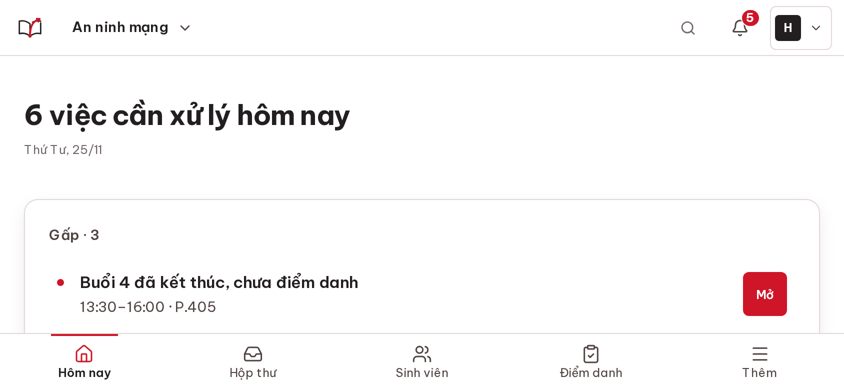 An ninh mạng
5
H
6 việc cần xử lý hôm nay
Thứ Tư, 25/11
Gấp · 3
Buổi 4 đã kết thúc, chưa điểm danh
13:30–16:00 · P.405
Mở
Hôm nay
Hộp thư
Sinh viên
Điểm danh
Thêm